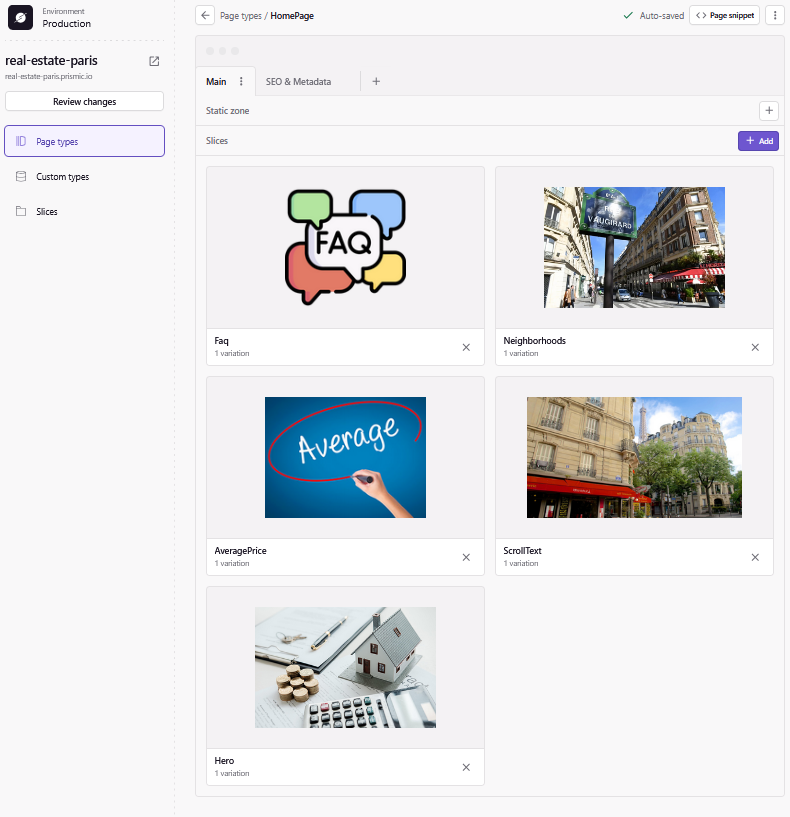 Environment
Production
real-estate-paris
real-estate-paris.prismic.io
Review changes
Page types
Custom types
Slices
Page types / HomePage
Auto-saved
<> Page snippet
Main
SEO & Metadata
Static zone
Slices
+ Add
FAQ
Faq
1 variation
VAUGIRARD
Neighborhoods
1 variation
Average
AveragePrice
1 variation
ScrollText
1 variation
Hero
1 variation